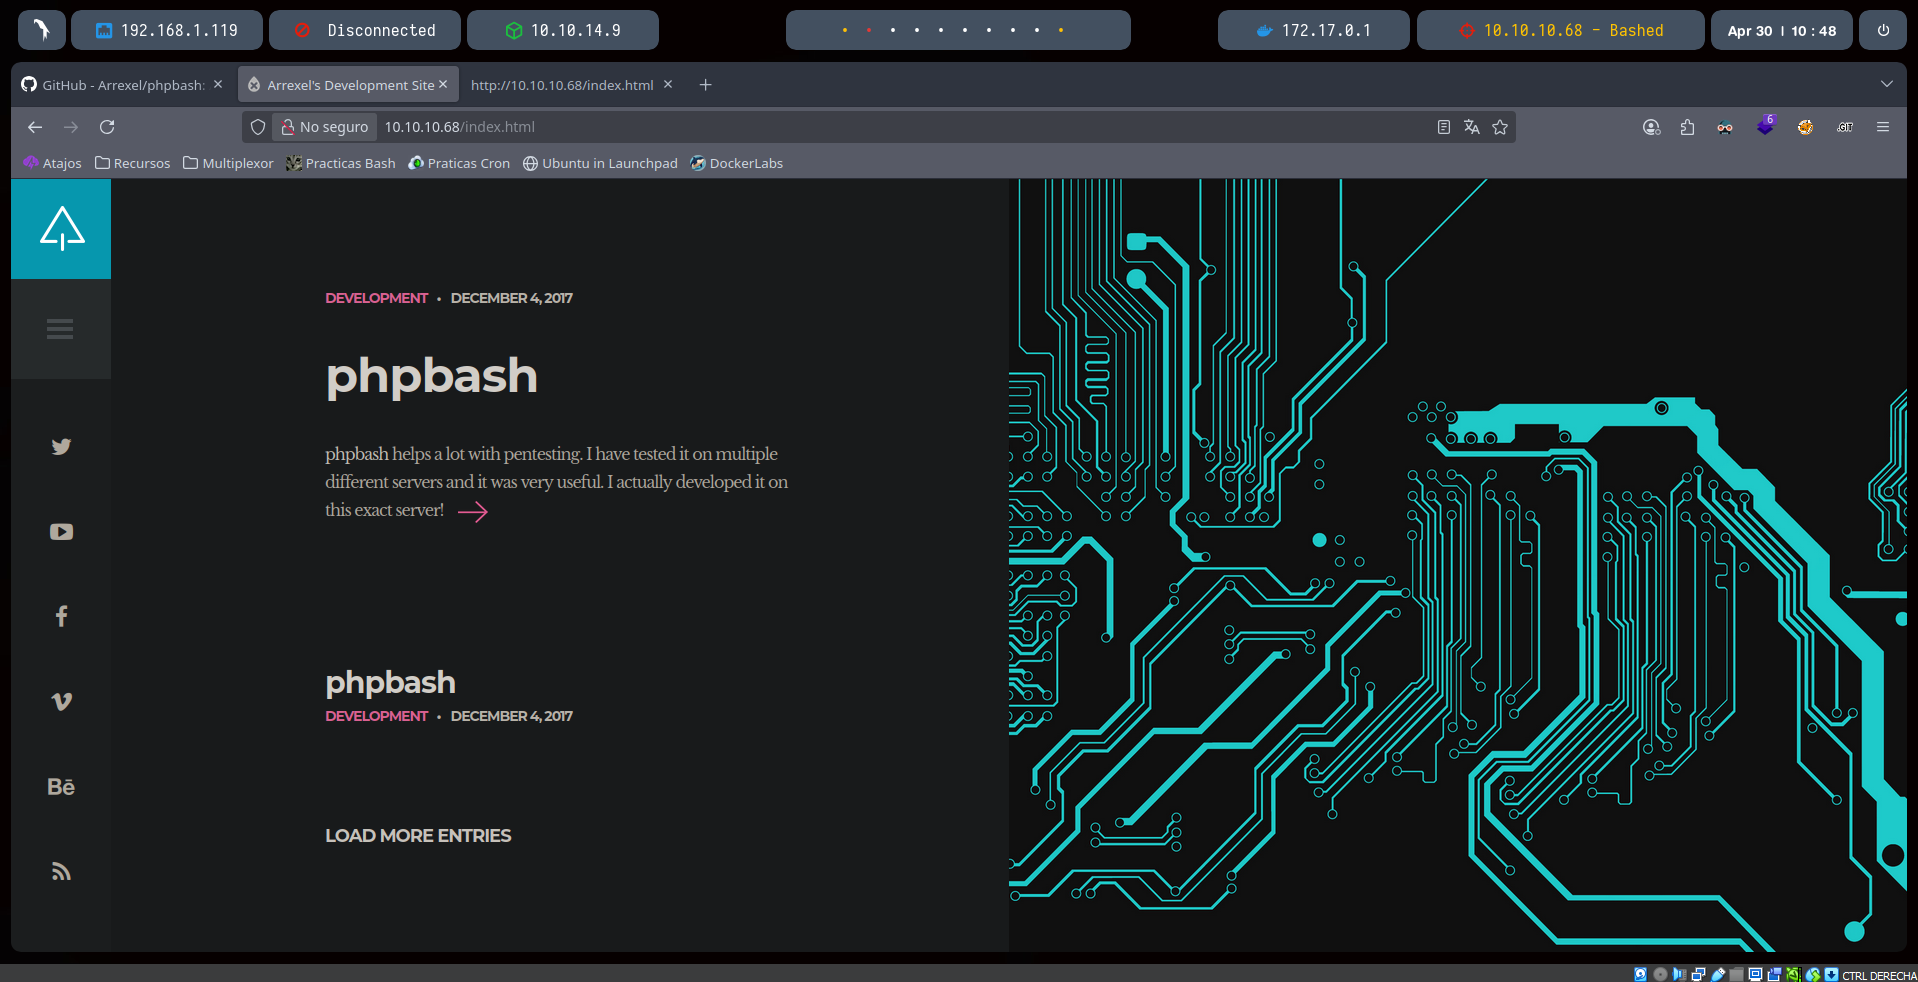 192.168.1.119
Disconnected
10.10.14.9
172.17.0.1
10.10.10.68 - Bashed
Apr 30 | 10 : 48
GitHub - Arrexel/phpbash:
Arrexel's Development Site
http://10.10.10.68/index.html
No seguro
10.10.10.68/index.html
6
.GIT
Atajos
Recursos
Multiplexor
Practicas Bash
Praticas Cron
Ubuntu in Launchpad
DockerLabs
DEVELOPMENT • DECEMBER 4, 2017
phpbash
phpbash helps a lot with pentesting. I have tested it on multiple
different servers and it was very useful. I actually developed it on
this exact server!
phpbash
DEVELOPMENT • DECEMBER 4, 2017
LOAD MORE ENTRIES
Bē
CTRL DERECHA